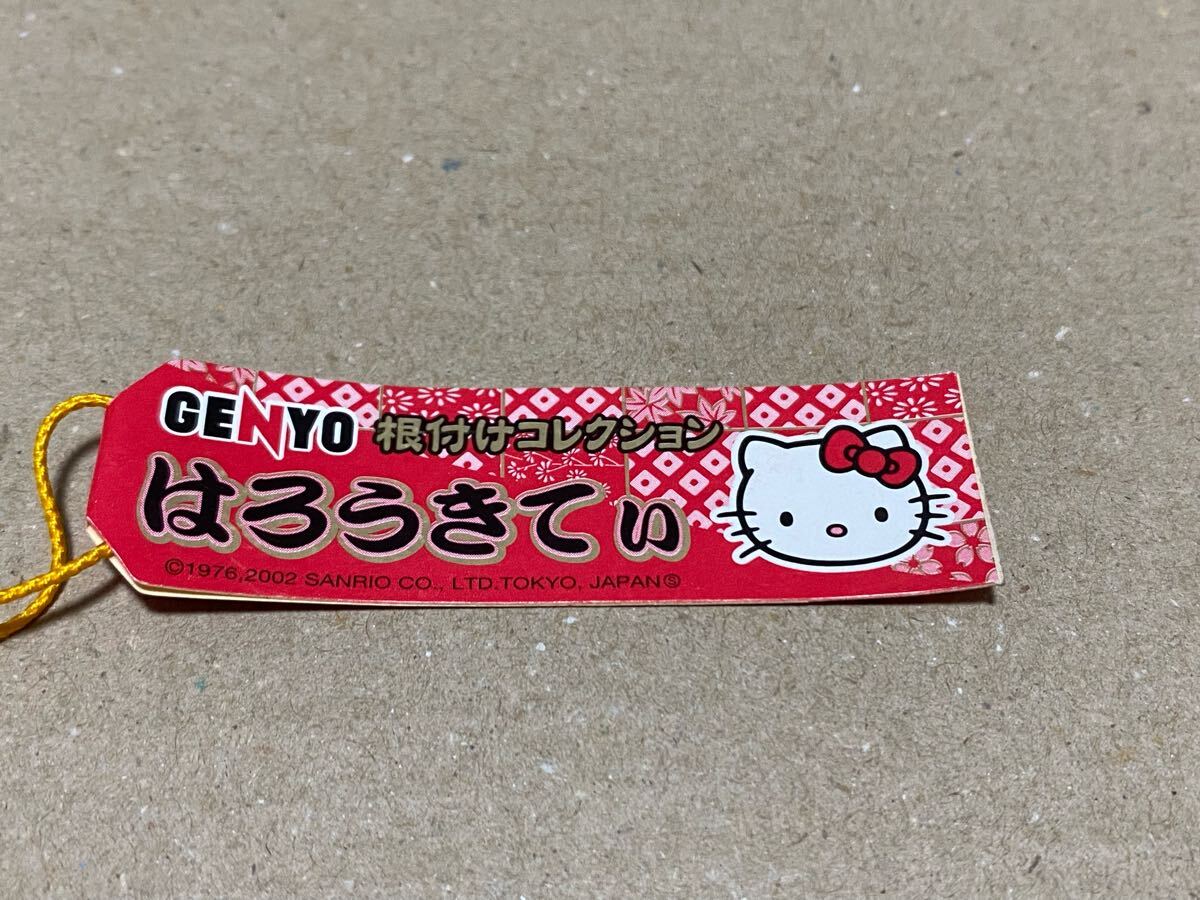 GENYO 根付けコレクション
はろうきてぃ
©1976,2002 SANRIO CO., LTD.TOKYO, JAPANⓈ